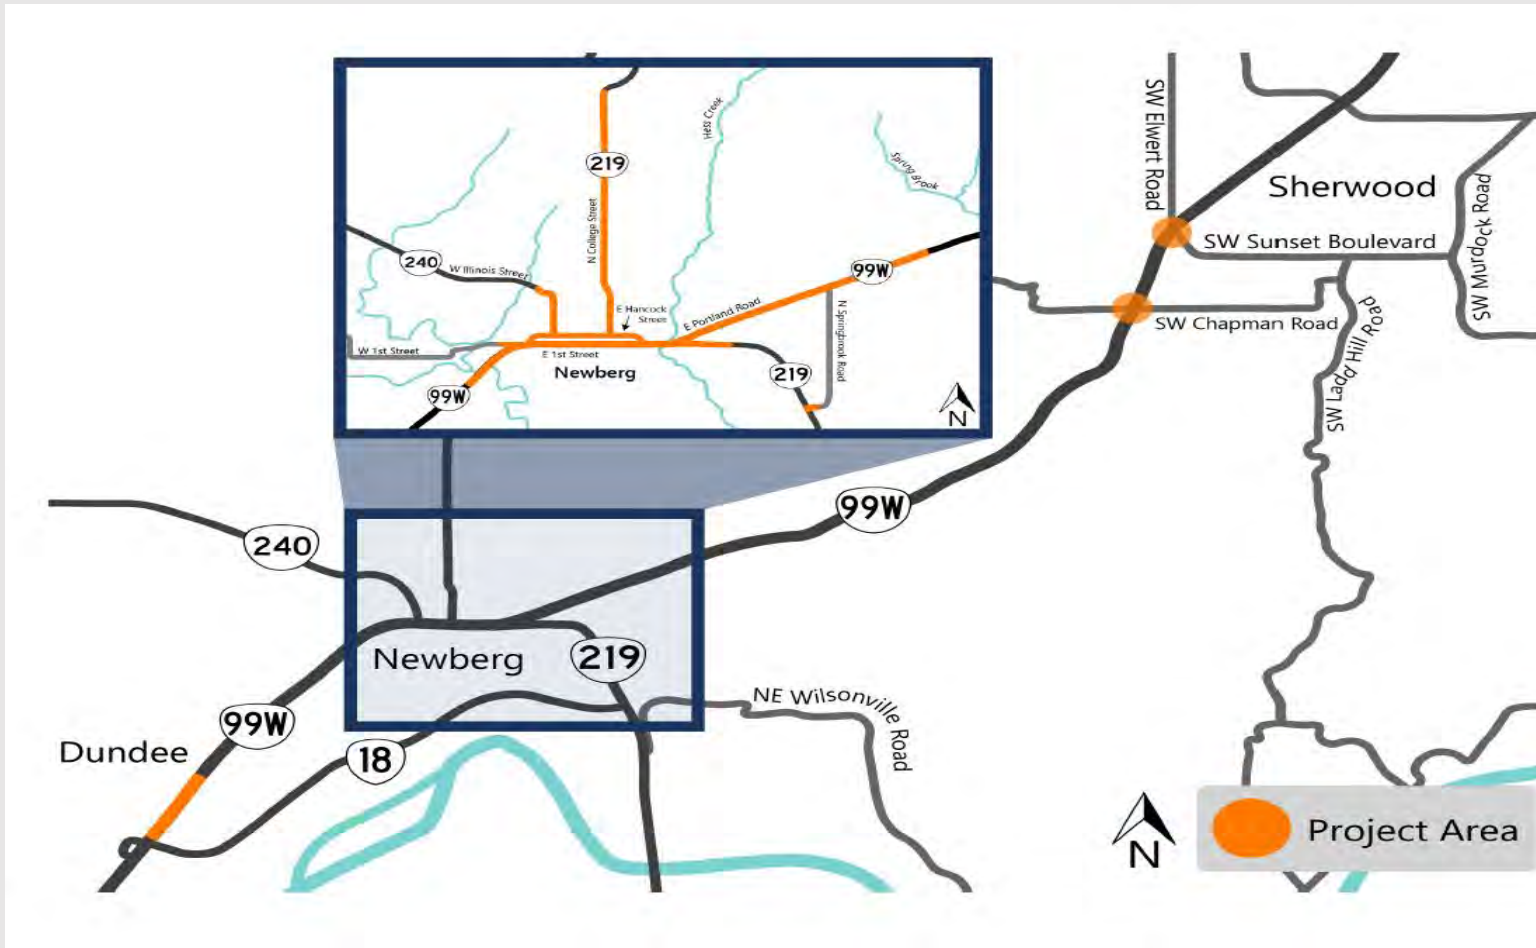 219
N College Street
Hess Creek
Spring Brook
240
W Illinois Street
E Hancock
Street
E Portland Road
99W
N Springbrook Road
W 1st Street
E 1st Street
Newberg
99W
219
N
SW Elwert Road
Sherwood
SW Sunset Boulevard
SW Murdock Road
SW Chapman Road
SW Ladd Hill Road
99W
240
Newberg
219
99W
Dundee
18
NE Wilsonville Road
N
Project Area